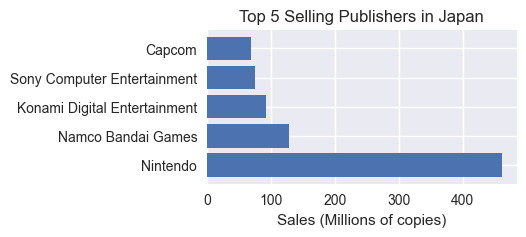 Top 5 Selling Publishers in Japan
Capcom
Sony Computer Entertainment
Konami Digital Entertainment
Namco Bandai Games
Nintendo
0 100 200 300 400
Sales (Millions of copies)